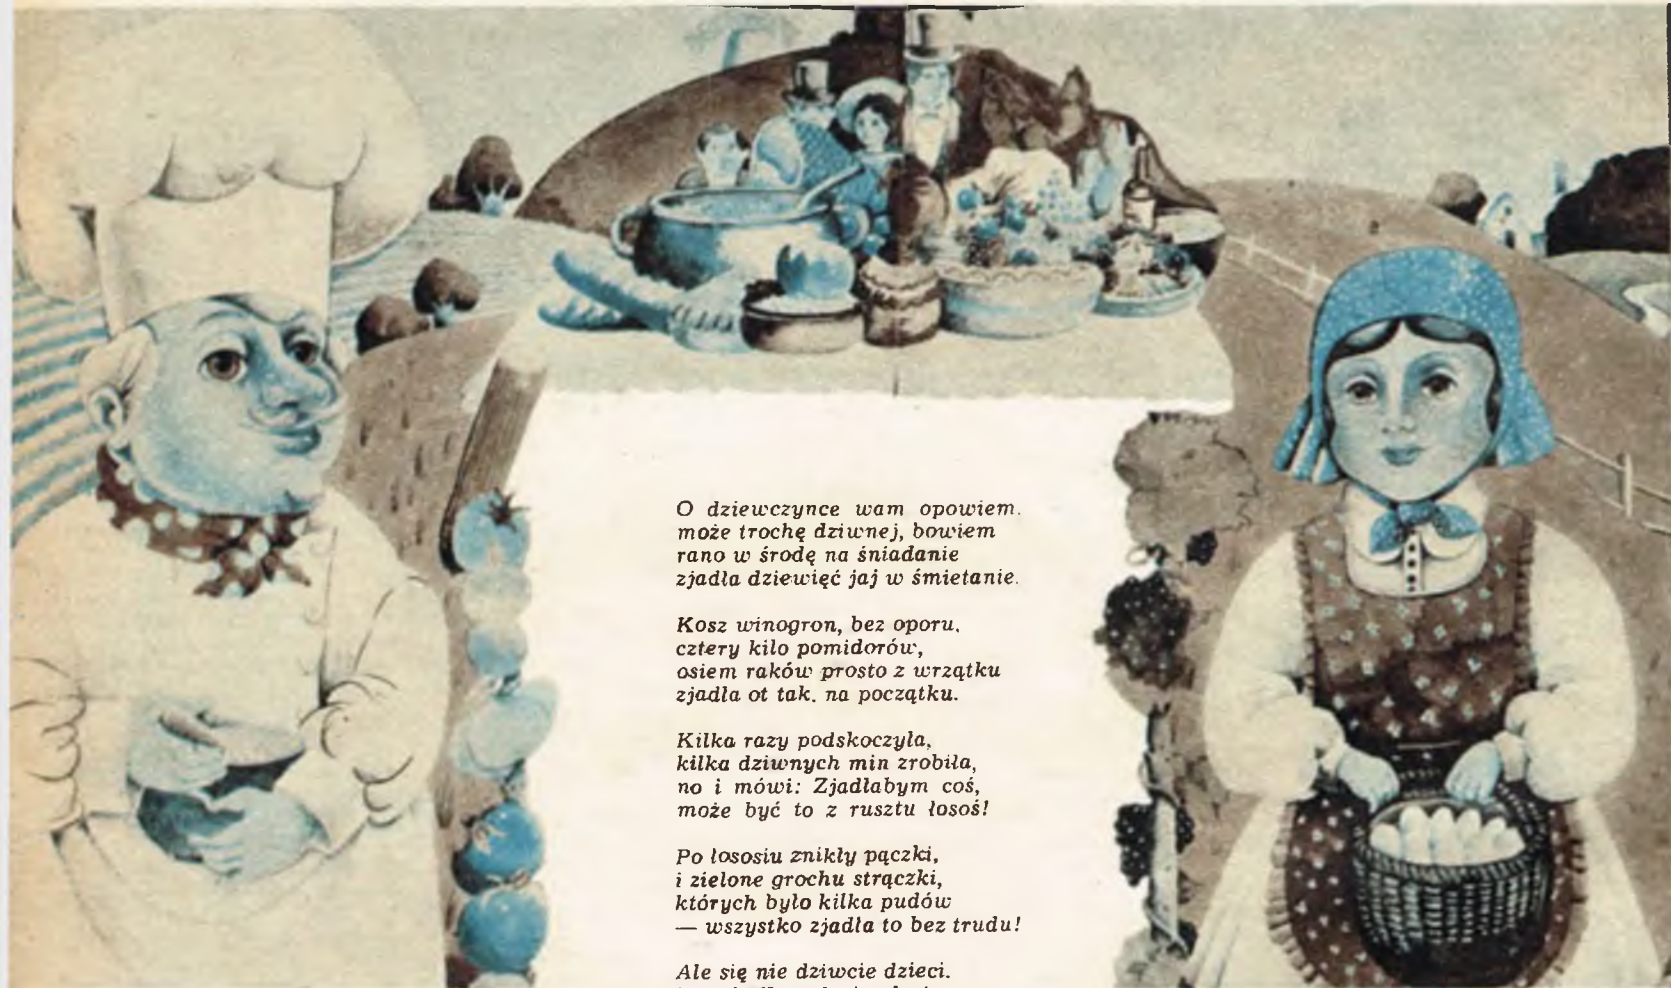 O dziewczynce wam opowiem.
może trochę dziwnej, bowiem
rano w środę na śniadanie
zjadła dziewięć jaj w śmietanie.
Kosz winogron, bez oporu,
cztery kilo pomidorów,
osiem raków prosto z wrzątku
zjadła ot tak. na początku.
Kilka razy podskoczyła,
kilka dziwnych min zrobiła,
no i mówi: Zjadłabym coś,
może być to z rusztu łosoś!
Po łososiu znikły pączki,
i zielone grochu strączki,
których było kilka pudów
— wszystko zjadła to bez trudu!
Ale się nie dziwcie dzieci.